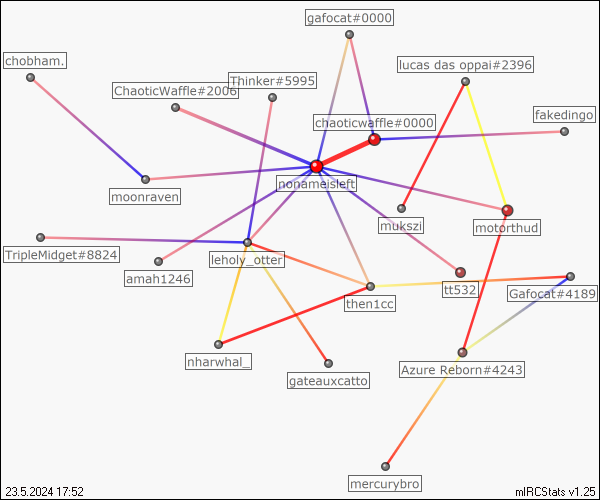 gafocat#0000
chobham.
lucas das oppai#2396
Thinker#5995
ChaoticWaffle#2006
fakedingo
chaoticwaffle#0000
nonameisleft
moonraven
mukszi
motorthud
TripleMidget#8824
leholy_otter
amah1246
tt532
Gafocat#4189
then1cc
nharwhal_
Azure Reborn#4243
gateauxcatto
mercurybro
23.5.2024 17:52
mIRCStats v1.25